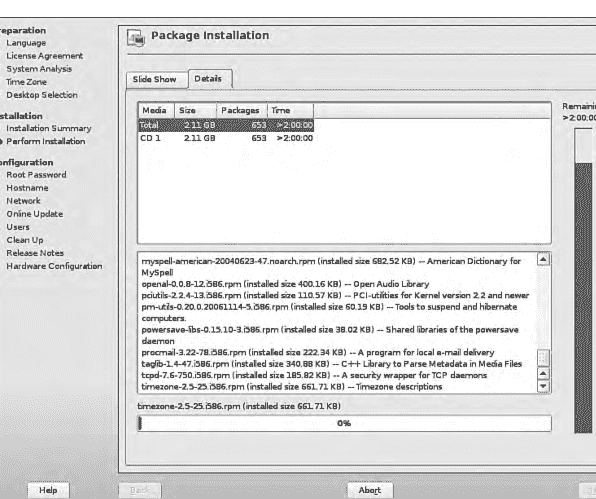 eparation
Language
License Agreement
System Analysis
Time Zone
Desktop Selection
stallation
Installation Summary
Perform Installation
onfiguration
Root Password
Hostname
Network
Online Update
Users
Clean Up
Release Notes
Hardware Configuration
Package Installation
Slide Show Details
Media Size Packages Time
Total 2.11 GB 653 >2:00:00
CD 1 2.11 GB 653 >2:00:00
Remainin
>2:00:00
myspell-american-20040623-47.noarch.rpm (installed size 682.52 KB) -- American Dictionary for
MySpell
openal-0.0.8-12.i586.rpm (installed size 400.16 KB) -- Open Audio Library
pciutils-2.2.4-13.i586.rpm (installed size 110.57 KB) -- PCI-utilities for Kernel version 2.2 and newer
pm-utils-0.20.0.20061114-5.i586.rpm (installed size 60.19 KB) -- Tools to suspend and hibernate
computers.
powersave-libs-0.15.10-3.i586.rpm (installed size 38.02 KB) -- Shared libraries of the powersave
daemon
procmail-3.22-78.i586.rpm (installed size 222.34 KB) -- A program for local e-mail delivery
taglib-1.4-47.i586.rpm (installed size 340.88 KB) -- C++ Library to Parse Metadata in Media Files
tcpd-7.6-750.i586.rpm (installed size 185.82 KB) -- A security wrapper for TCP daemons
timezone-2.5-25.i586.rpm (installed size 661.71 KB) -- Timezone descriptions
timezone-2.5-25.i586.rpm (installed size 661.71 KB)
0%
Help Back Abort